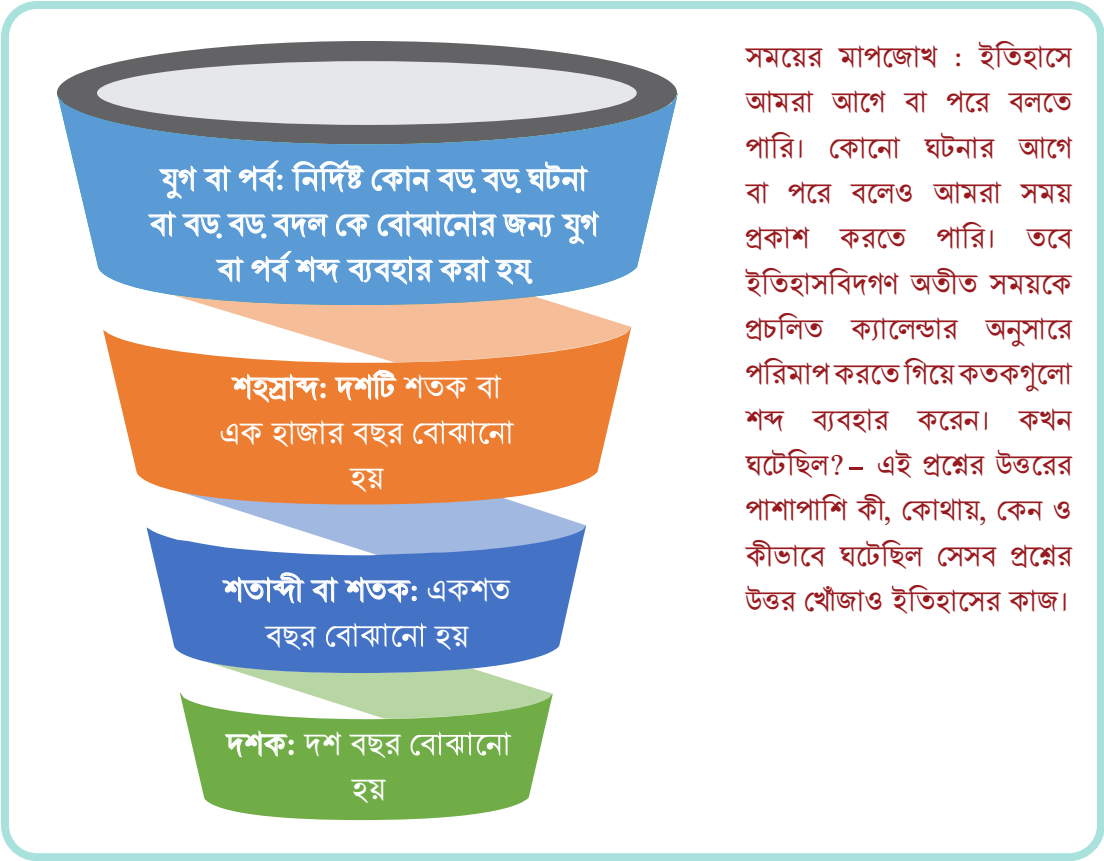 যুগ বা পর্ব: নির্দিষ্ট কোন বড় বড় ঘটনা
বা বড় বড় বদল কে বোঝানোর জন্য যুগ
বা পর্ব শব্দ ব্যবহার করা হয়
শহস্রাব্দ: দশটি শতক বা
এক হাজার বছর বোঝানো
হয়
শতাব্দী বা শতক: একশত
বছর বোঝানো হয়
দশক: দশ বছর বোঝানো
হয়
সময়ের মাপজোখ : ইতিহাসে
আমরা আগে বা পরে বলতে
পারি। কোনো ঘটনার আগে
বা পরে বলেও আমরা সময়
প্রকাশ করতে পারি। তবে
ইতিহাসবিদগণ অতীত সময়কে
প্রচলিত ক্যালেন্ডার অনুসারে
পরিমাপ করতে গিয়ে কতকগুলো
শব্দ ব্যবহার করেন। কখন
ঘটেছিল? – এই প্রশ্নের উত্তরের
পাশাপাশি কী, কোথায়, কেন ও
কীভাবে ঘটেছিল সেসব প্রশ্নের
উত্তর খোঁজাও ইতিহাসের কাজ।